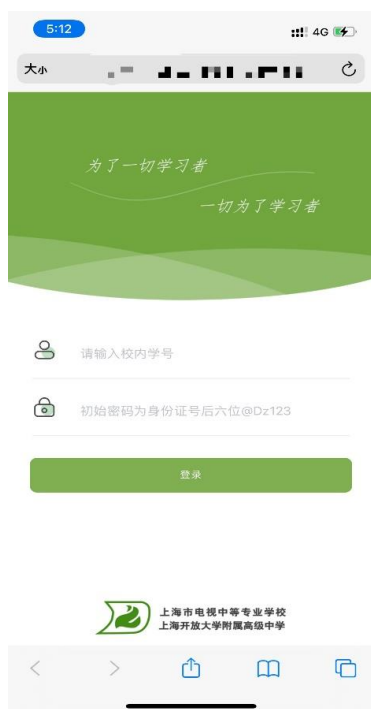 5:12
4G
大小
为了一切学习者
一切为了学习者
请输入校内学号
初始密码为身份证号后六位@Dz123
登录
上海市电视中等专业学校
上海开放大学附属高级中学